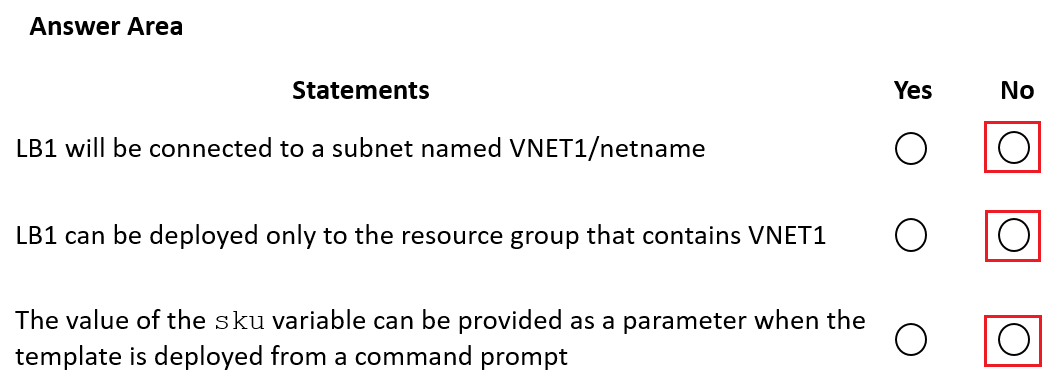 Answer Area
Statements Yes No
LB1 will be connected to a subnet named VNET1/netname
LB1 can be deployed only to the resource group that contains VNET1
The value of the sku variable can be provided as a parameter when the
template is deployed from a command prompt